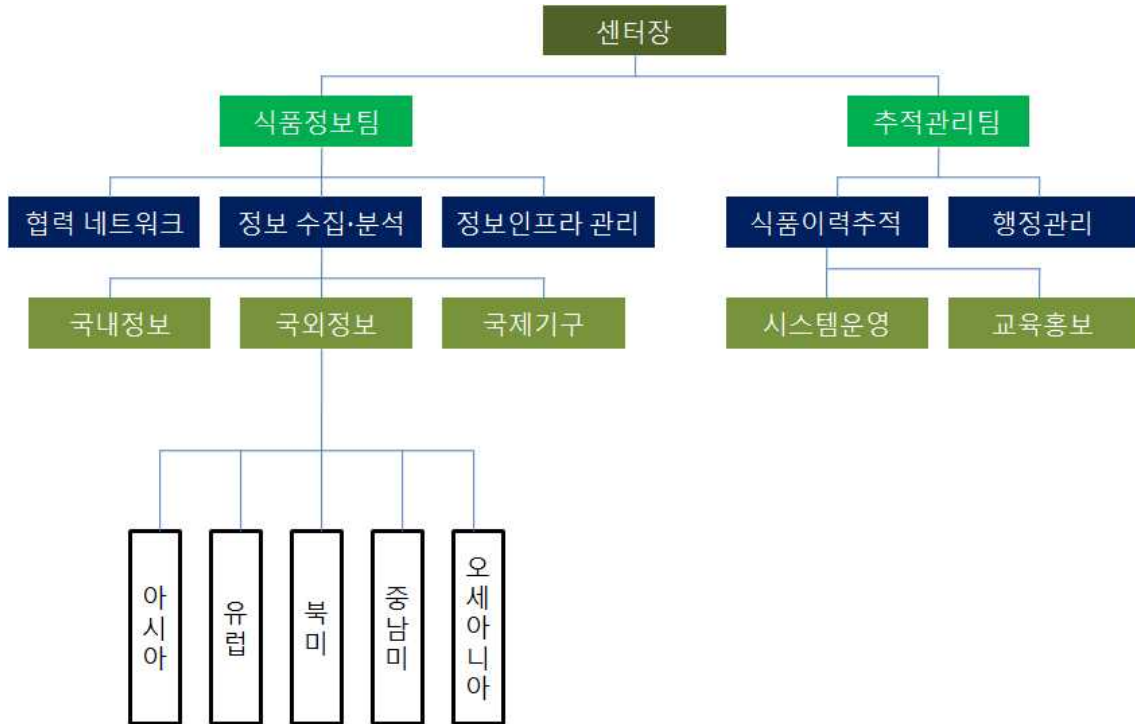 센터장
식품정보팀
추적관리팀
협력 네트워크
정보 수집·분석
정보인프라 관리
식품이력추적
행정관리
국내정보
국외정보
국제기구
시스템운영
교육홍보
아시아
유럽
북미
중남미
오세아니아